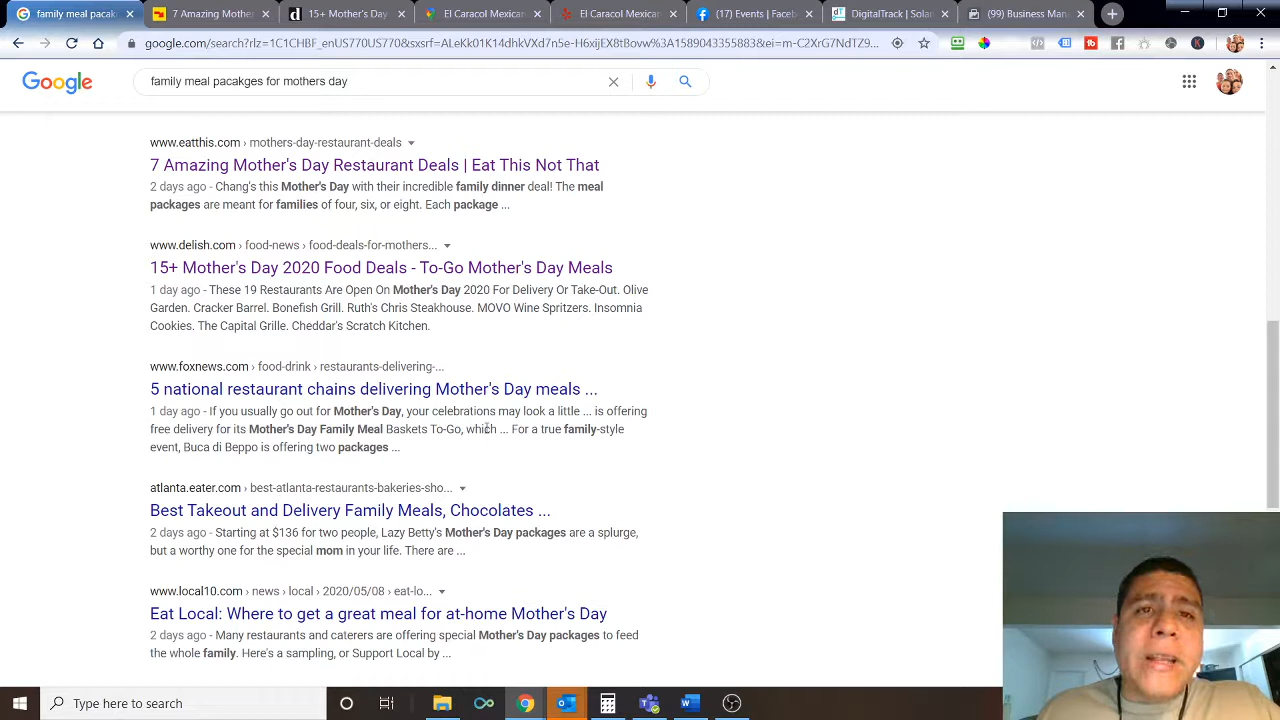 family meal pacak
7 Amazing Mothe
15+ Mother's Day
El Caracol Mexican
El Caracol Mexican
(17) Events | Faceb
DigitalTrack | Solar
(99) Business Man
google.com/search?rlz=1C1CHBF_enUS770US770&sxsrf=ALeKk01K14dhAVXd7n5e-H6xijEX8tBovw%3A1589043355883&ei=m-C2XrG7NdTZ9
Google
family meal pacakges for mothers day
www.eatthis.com › mothers-day-restaurant-deals
7 Amazing Mother's Day Restaurant Deals | Eat This Not That
2 days ago - Chang's this Mother's Day with their incredible family dinner deal! The meal
packages are meant for families of four, six, or eight. Each package ...
www.delish.com › food-news › food-deals-for-mothers...
15+ Mother's Day 2020 Food Deals - To-Go Mother's Day Meals
1 day ago - These 19 Restaurants Are Open On Mother's Day 2020 For Delivery Or Take-Out. Olive
Garden. Cracker Barrel. Bonefish Grill. Ruth's Chris Steakhouse. MOVO Wine Spritzers. Insomnia
Cookies. The Capital Grille. Cheddar's Scratch Kitchen.
www.foxnews.com › food-drink › restaurants-delivering-...
5 national restaurant chains delivering Mother's Day meals ...
1 day ago - If you usually go out for Mother's Day, your celebrations may look a little ... is offering
free delivery for its Mother's Day Family Meal Baskets To-Go, which ... For a true family-style
event, Buca di Beppo is offering two packages ...
atlanta.eater.com › best-atlanta-restaurants-bakeries-sho...
Best Takeout and Delivery Family Meals, Chocolates ...
2 days ago - Starting at $136 for two people, Lazy Betty's Mother's Day packages are a splurge,
but a worthy one for the special mom in your life. There are ...
www.local10.com › news › local › 2020/05/08 › eat-lo...
Eat Local: Where to get a great meal for at-home Mother's Day
2 days ago - Many restaurants and caterers are offering special Mother's Day packages to feed
the whole family. Here's a sampling, or Support Local by ...
Type here to search